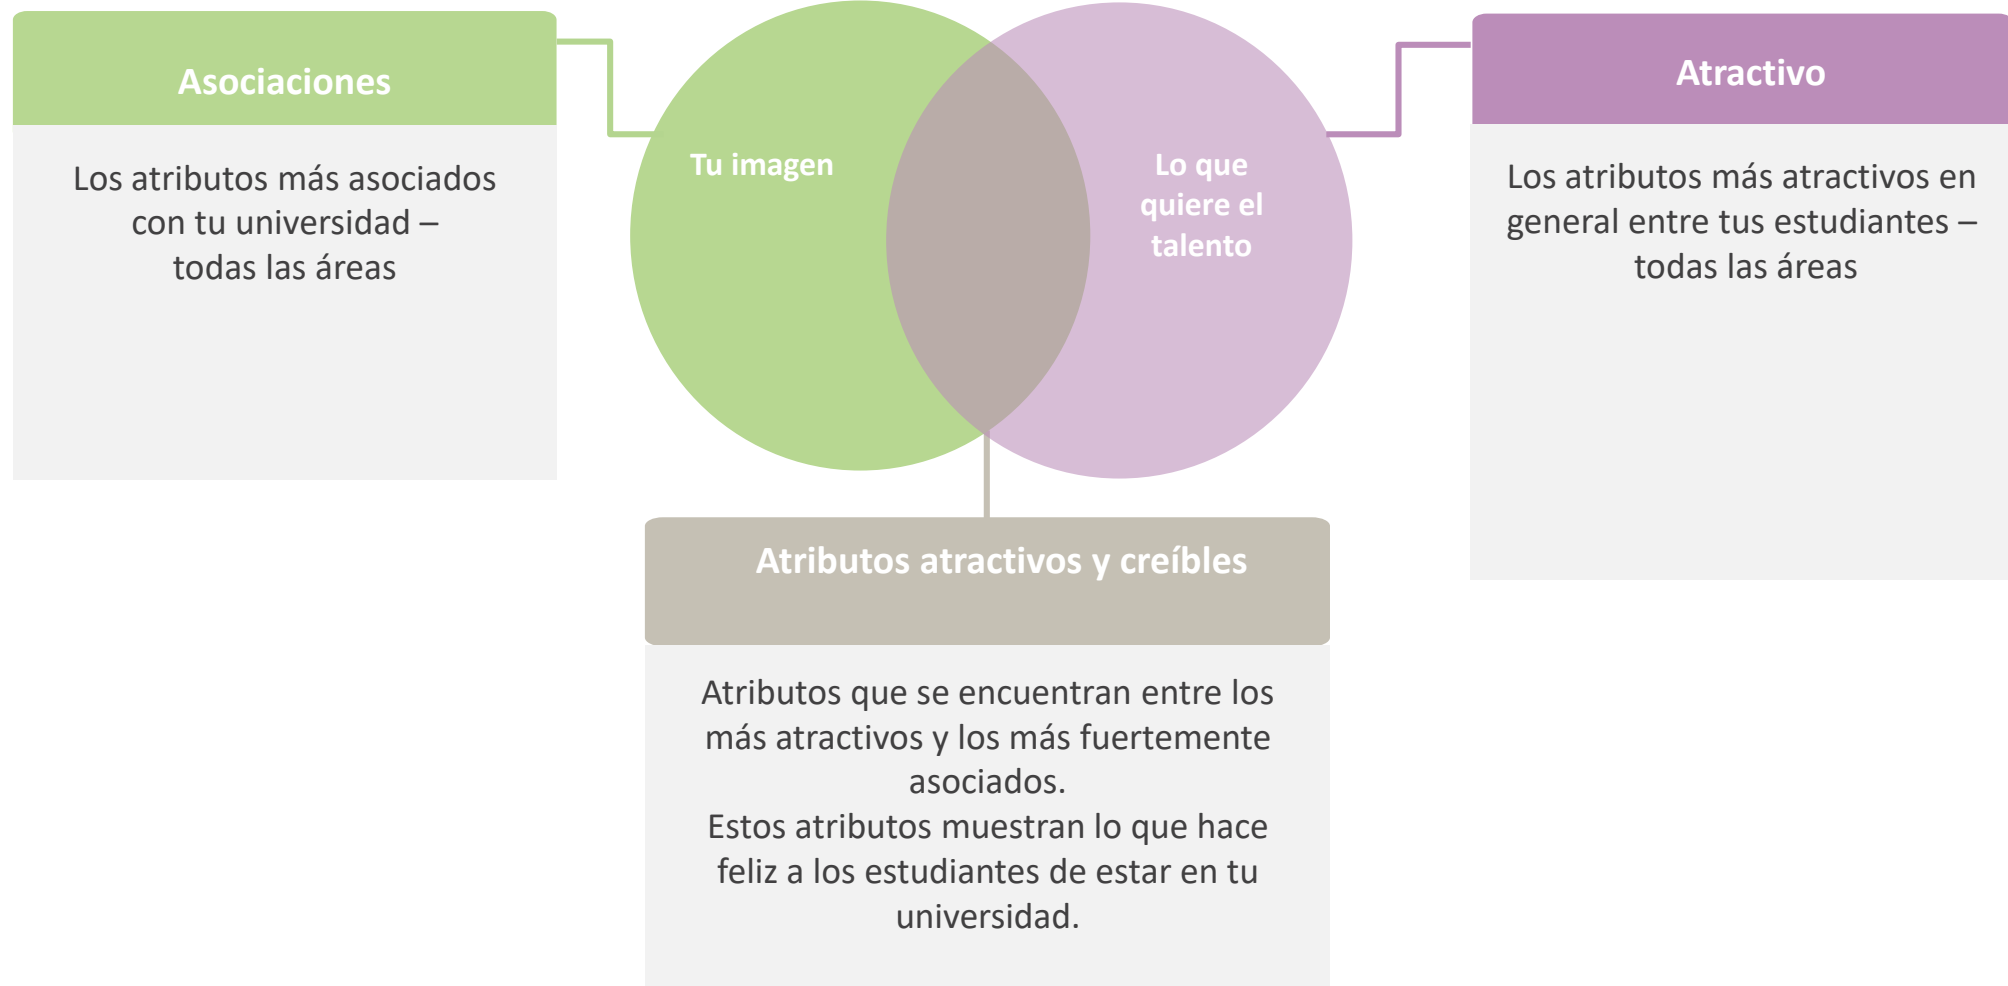 Asociaciones
Los atributos más asociados
con tu universidad –
todas las áreas
Tu imagen
Lo que
quiere el
talento
Atractivo
Los atributos más atractivos en
general entre tus estudiantes –
todas las áreas
Atributos atractivos y creíbles
Atributos que se encuentran entre los
más atractivos y los más fuertemente
asociados.
Estos atributos muestran lo que hace
feliz a los estudiantes de estar en tu
universidad.